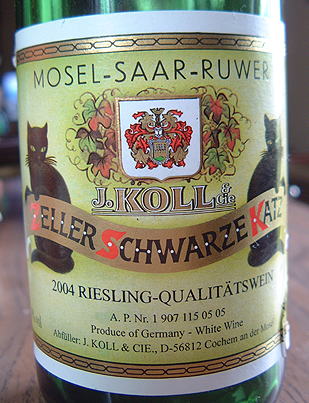 MOSEL-SAAR-RUWER
J. KOLL & Cie
ZELLER SCHWARZE KATZ
2004 RIESLING-QUALITÄTSWEIN
A. P. Nr. 1 907 115 05 05
Produce of Germany - White Wine
Abfüller: J. KOLL & CIE., D-56812 Cochem an der Mosel